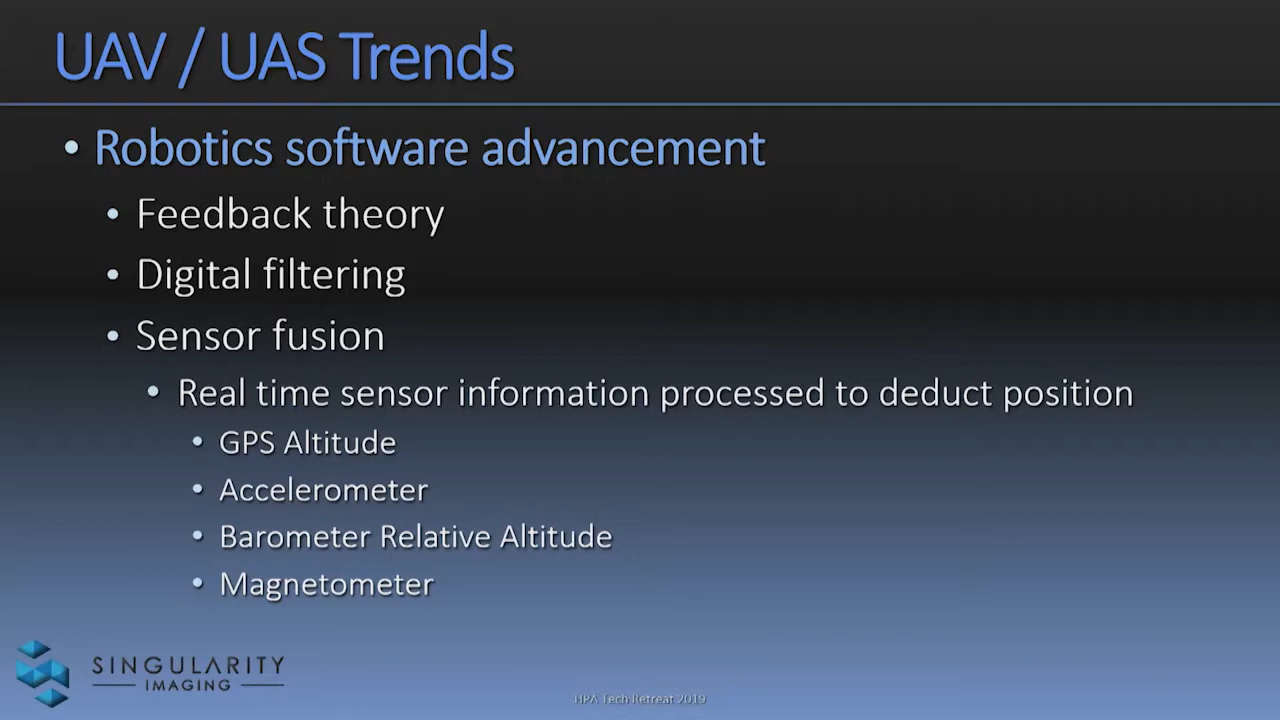 UAV / UAS Trends
• Robotics software advancement
• Feedback theory
• Digital filtering
• Sensor fusion
• Real time sensor information processed to deduct position
• GPS Altitude
• Accelerometer
• Barometer Relative Altitude
• Magnetometer
SINGULARITY
IMAGING
HPA Tech Retreat 2019